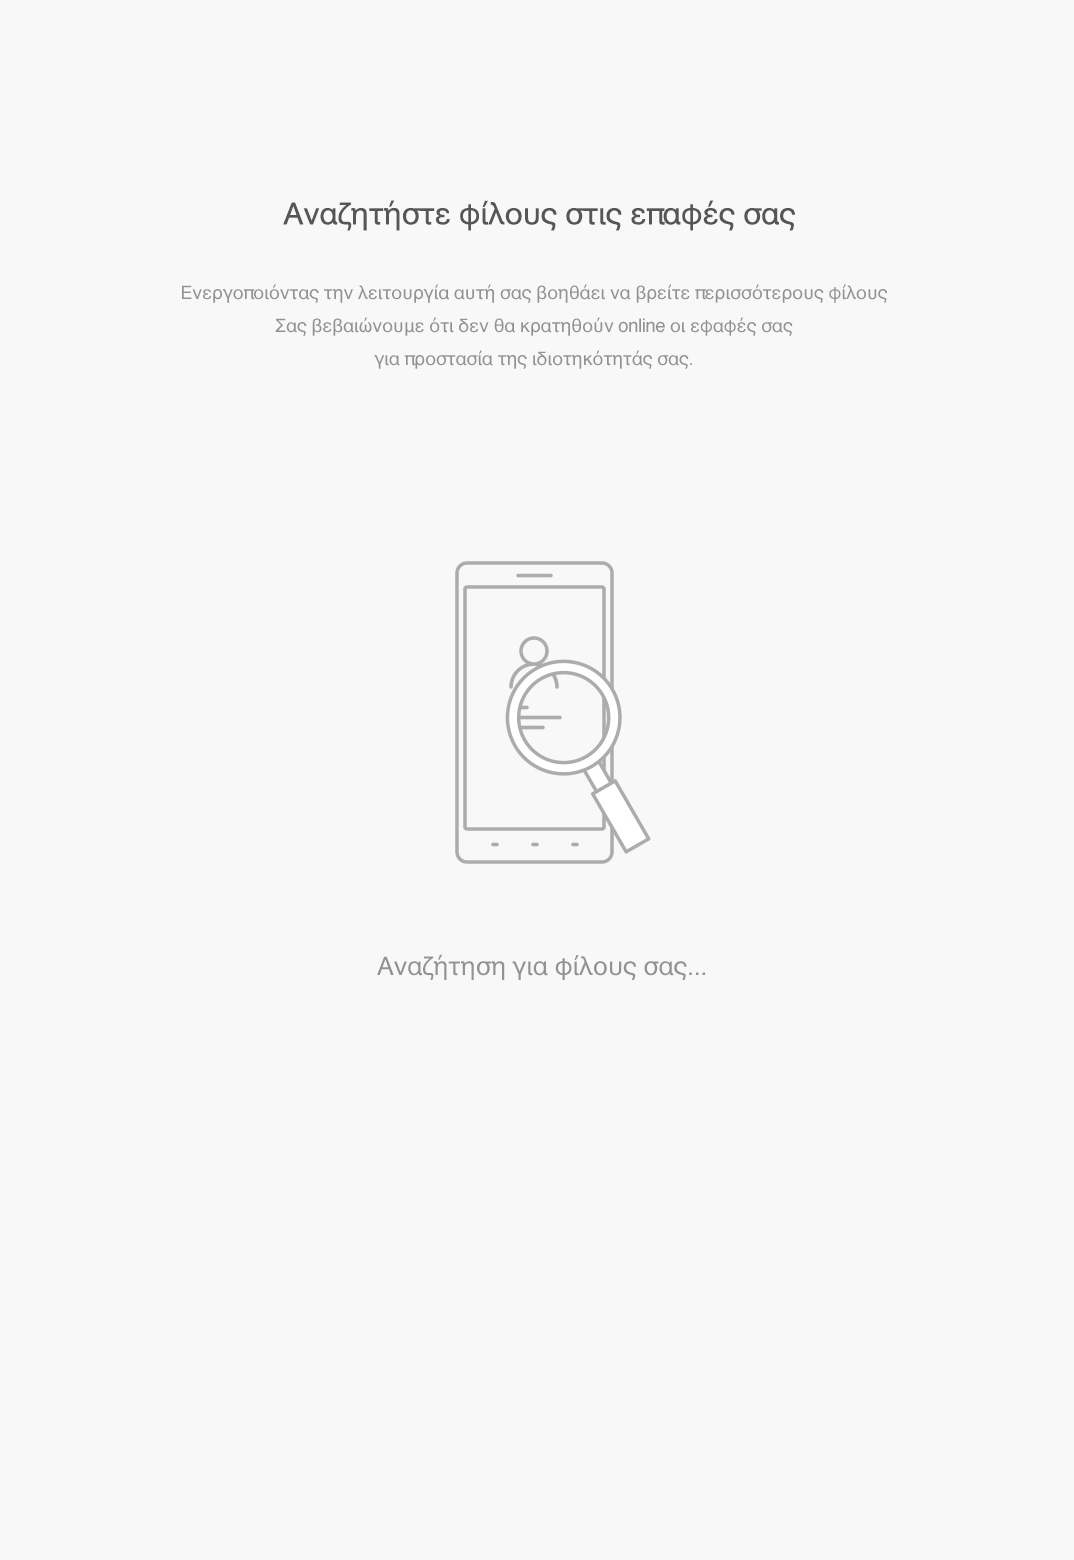 Αναζητήστε φίλους στις επαφές σας
Ενεργοποιόντας την λειτουργία αυτή σας βοηθάει να βρείτε περισσότερους φίλους
Σας βεβαιώνουμε ότι δεν θα κρατηθούν online οι εφαφές σας
για προστασία της ιδιοτηκότητάς σας.
Αναζήτηση για φίλους σας...